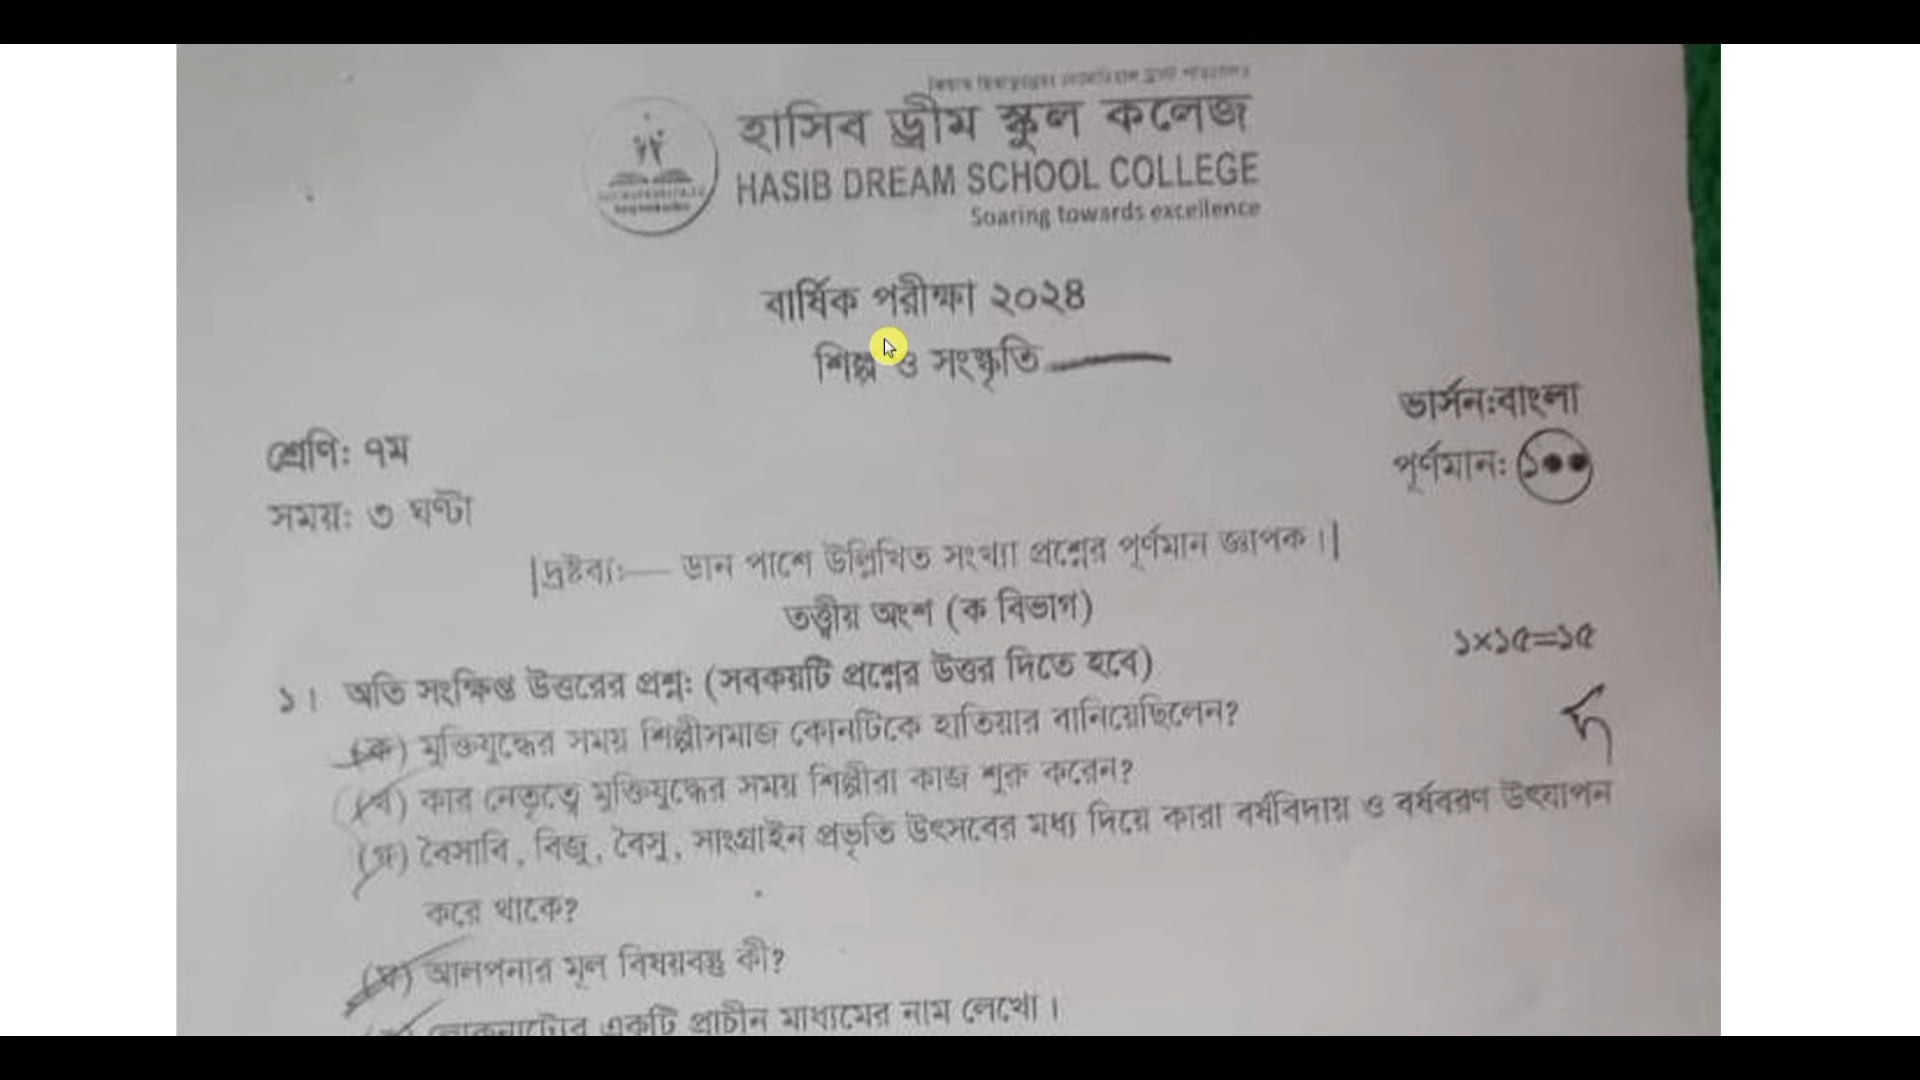 হাসিব ড্রীম স্কুল কলেজ
HASIB DREAM SCHOOL COLLEGE
Soaring towards excellence
বার্ষিক পরীক্ষা ২০২৪
শিল্প ও সংস্কৃতি
ভার্সন:বাংলা
শ্রেণি: ৭ম
পূর্ণমান: ১০০
সময়: ৩ ঘণ্টা
|দ্রষ্টব্য:— ডান পাশে উল্লিখিত সংখ্যা প্রশ্নের পূর্ণমান জ্ঞাপক।|
তত্ত্বীয় অংশ (ক বিভাগ)
১। অতি সংক্ষিপ্ত উত্তরের প্রশ্ন: (সবকয়টি প্রশ্নের উত্তর দিতে হবে) ১×১৫=১৫
(ক) মুক্তিযুদ্ধের সময় শিল্পীসমাজ কোনটিকে হাতিয়ার বানিয়েছিলেন?
(খ) কার নেতৃত্বে মুক্তিযুদ্ধের সময় শিল্পীরা কাজ শুরু করেন?
(গ) বৈসাবি, বিজু, বৈসু, সাংগ্রাইন প্রভৃতি উৎসবের মধ্য দিয়ে কারা বর্ষবিদায় ও বর্ষবরণ উৎযাপন
করে থাকে?
(ঘ) আলপনার মূল বিষয়বস্তু কী?
লোকনাট্যের একটি প্রাচীন মাধ্যমের নাম লেখো।